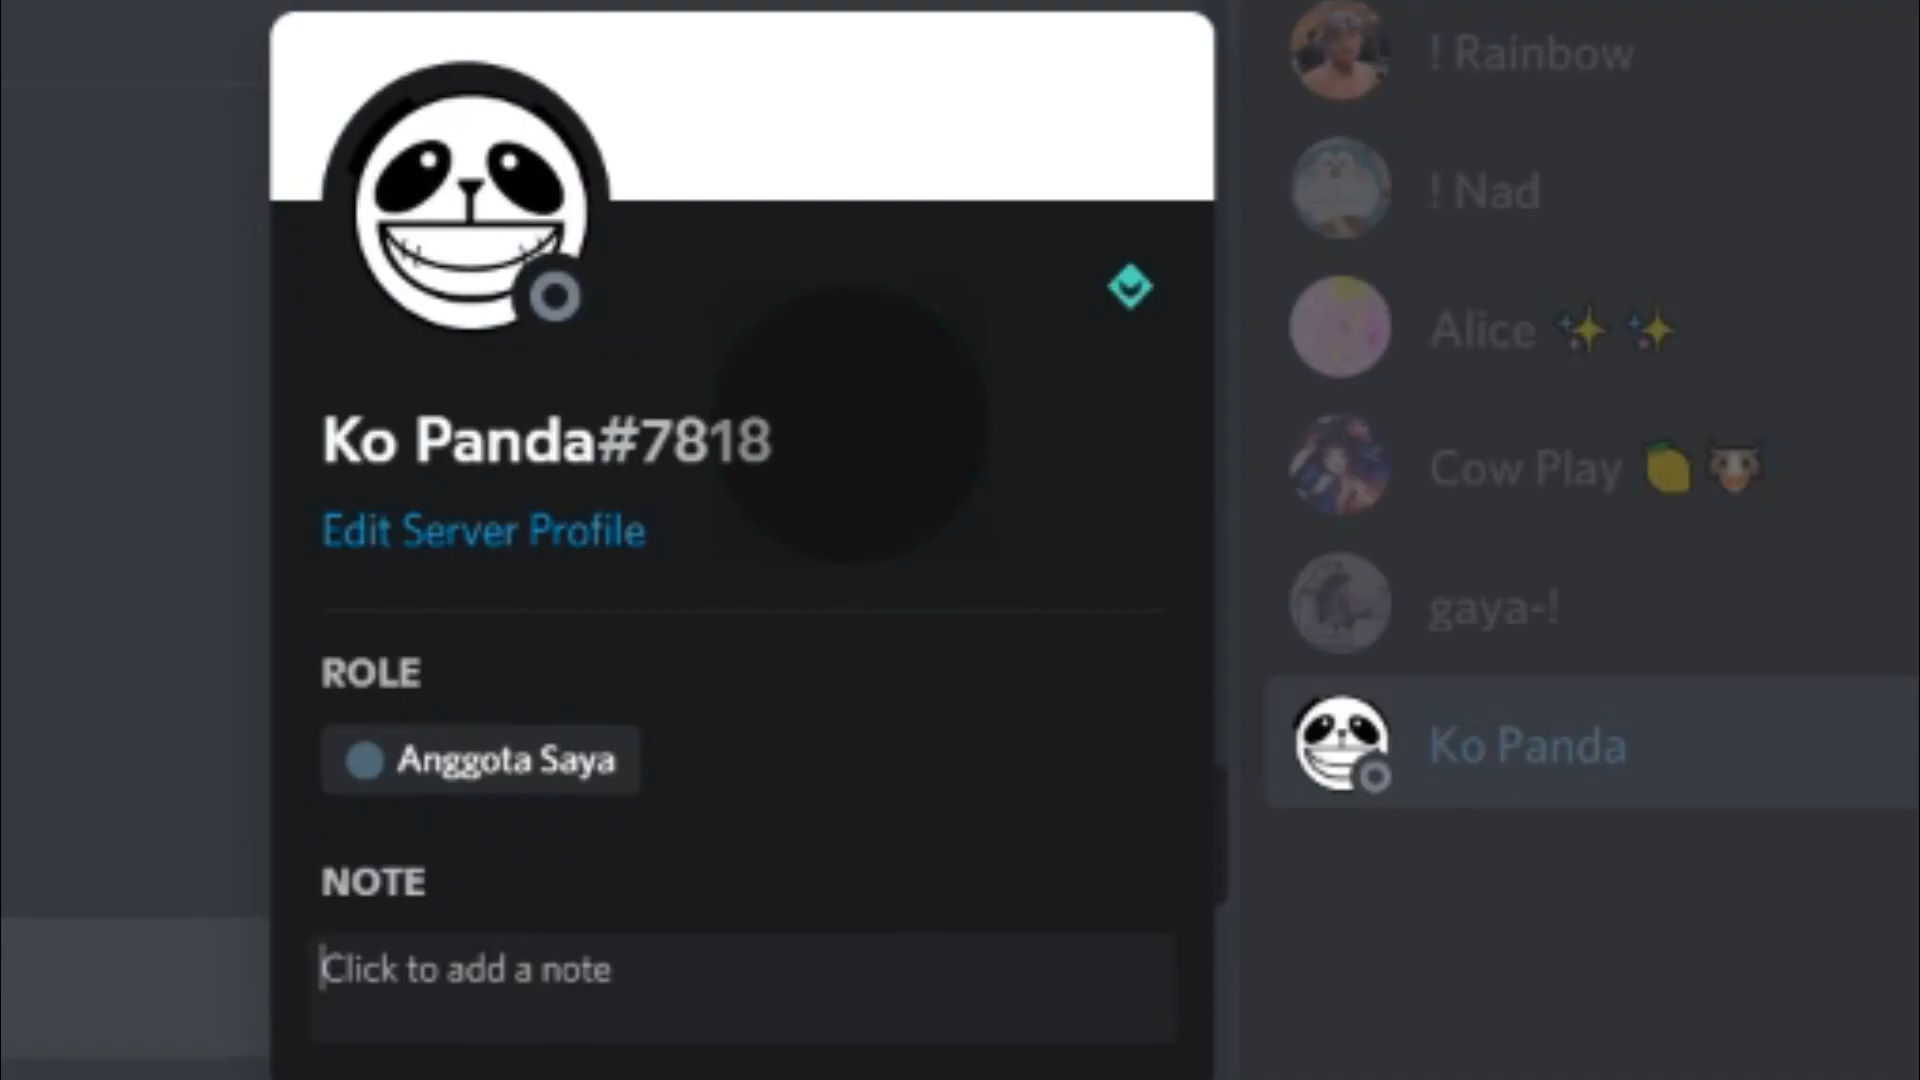 Ko Panda#7818
Edit Server Profile
ROLE
Anggota Saya
NOTE
Click to add a note
! Rainbow
! Nad
Alice ✨ ✨
Cow Play 🍋 🐮
gaya-!
Ko Panda